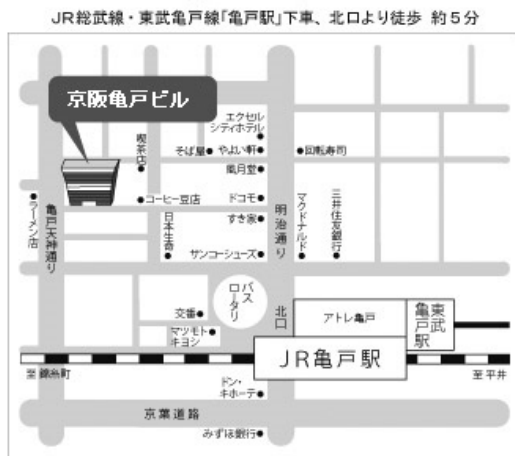 JR総武線・東武亀戸線「亀戸駅」下車、北口より徒歩 約5分
京阪亀戸ビル
エクセル
シティホテル
喫茶店
そば屋
やよい軒
回転寿司
風月堂
コーヒー豆店
ドコモ
ラーメン店
亀戸天神通り
日本生命
すき家
明治通り
マクドナルド
三井住友銀行
サンコーシューズ
バス
ロータリー
交番
マツモト
キヨシ
北口
アトレ亀戸
東武
亀戸駅
JR亀戸駅
至 錦糸町
至 平井
ドン・
キホーテ
京葉道路
みずほ銀行